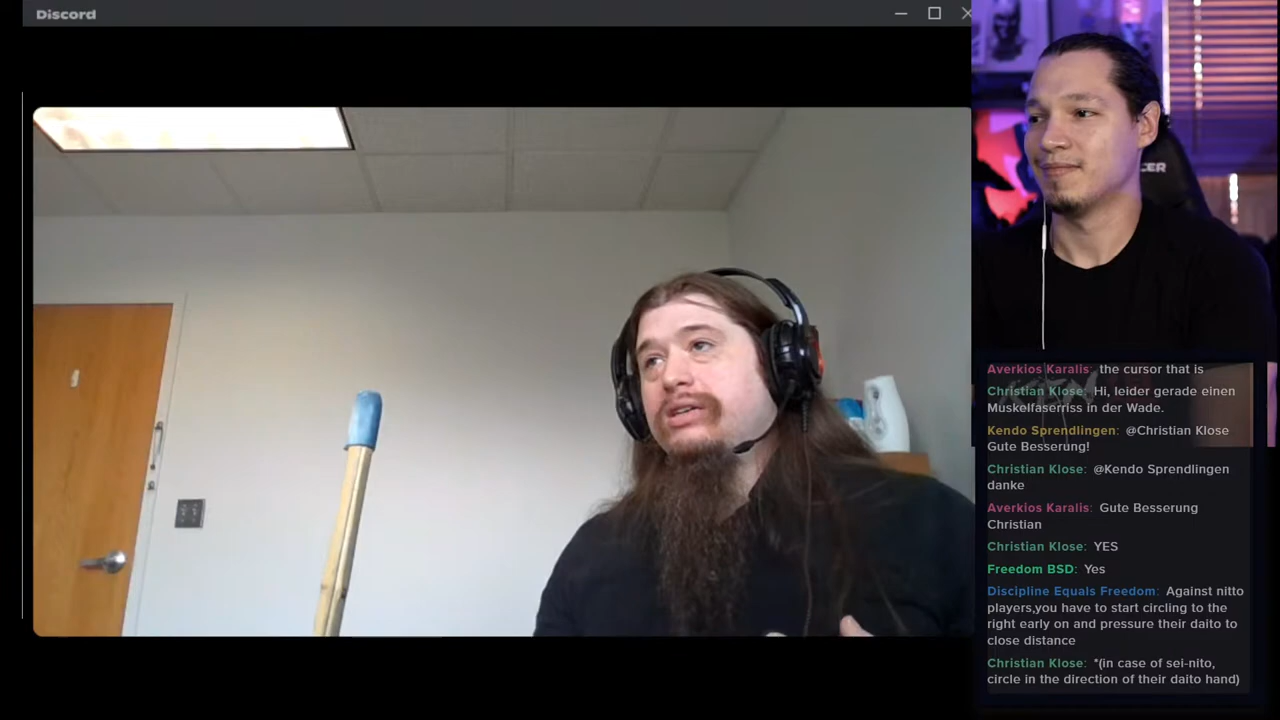 Discord
CER
Averkios Karalis: the cursor that is
Christian Klose: Hi, leider gerade einen
Muskelfaserriss in der Wade.
Kendo Sprendlingen: @Christian Klose
Gute Besserung!
Christian Klose: @Kendo Sprendlingen
danke
Averkios Karalis: Gute Besserung
Christian
Christian Klose: YES
Freedom BSD: Yes
Discipline Equals Freedom: Against nitto
players,you have to start circling to the
right early on and pressure their daito to
close distance
Christian Klose: *(in case of sei-nito,
circle in the direction of their daito hand)